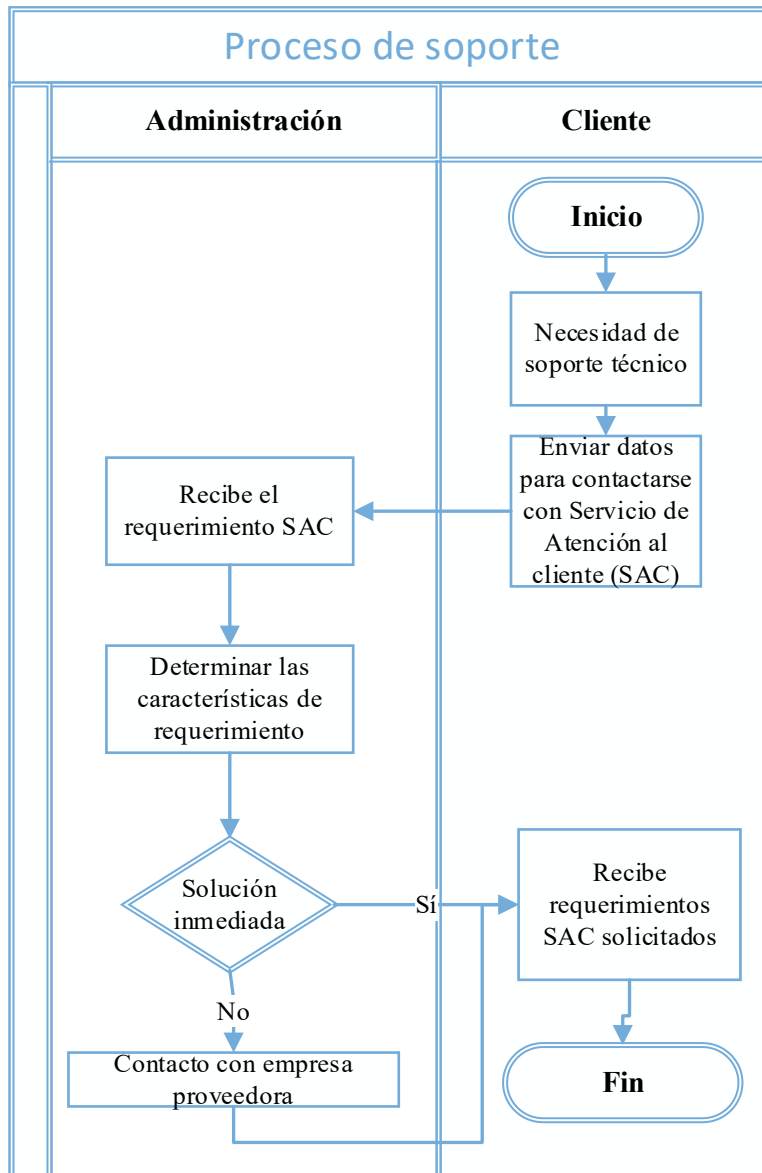 Proceso de soporte
Administración
Cliente
Inicio
Necesidad de
soporte técnico
Enviar datos
para contactarse
con Servicio de
Atención al
cliente (SAC)
Recibe el
requerimiento SAC
Determinar las
características de
requerimiento
Solución
inmediada
Sí
No
Contacto con empresa
proveedora
Recibe
requerimientos
SAC solicitados
Fin